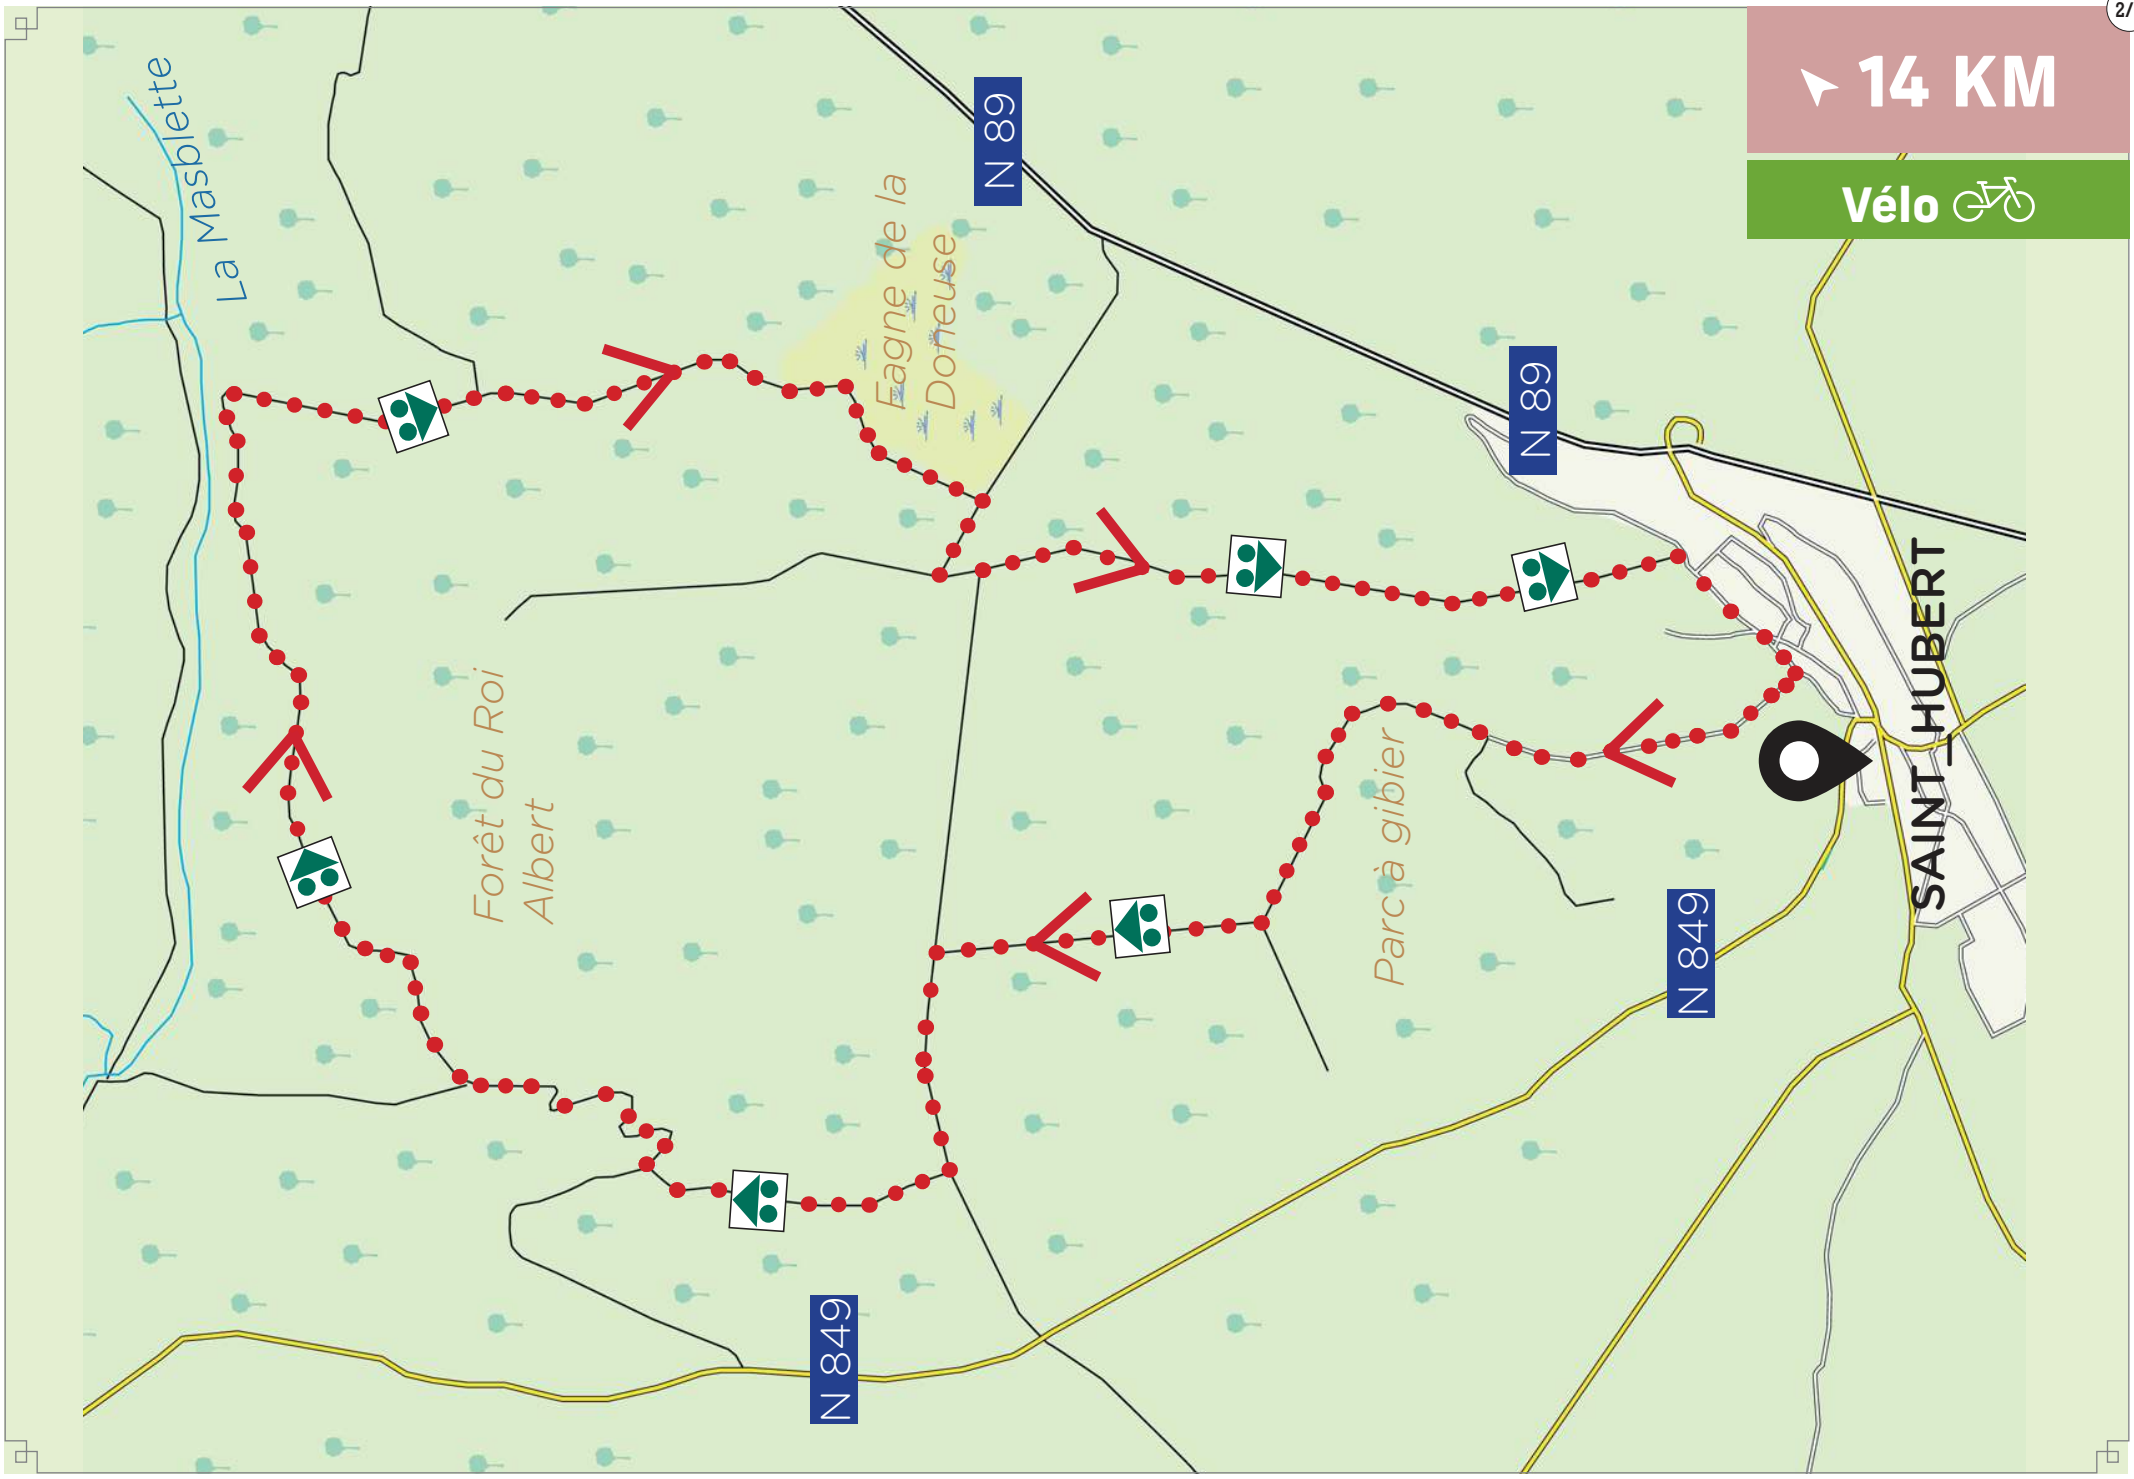 2/
14 KM
Vélo
La Masblette
N 89
Fagne de la
Doneuse
N 89
Forêt du Roi
Albert
Parc à gibier
SAINT_HUBERT
N 849
N 849